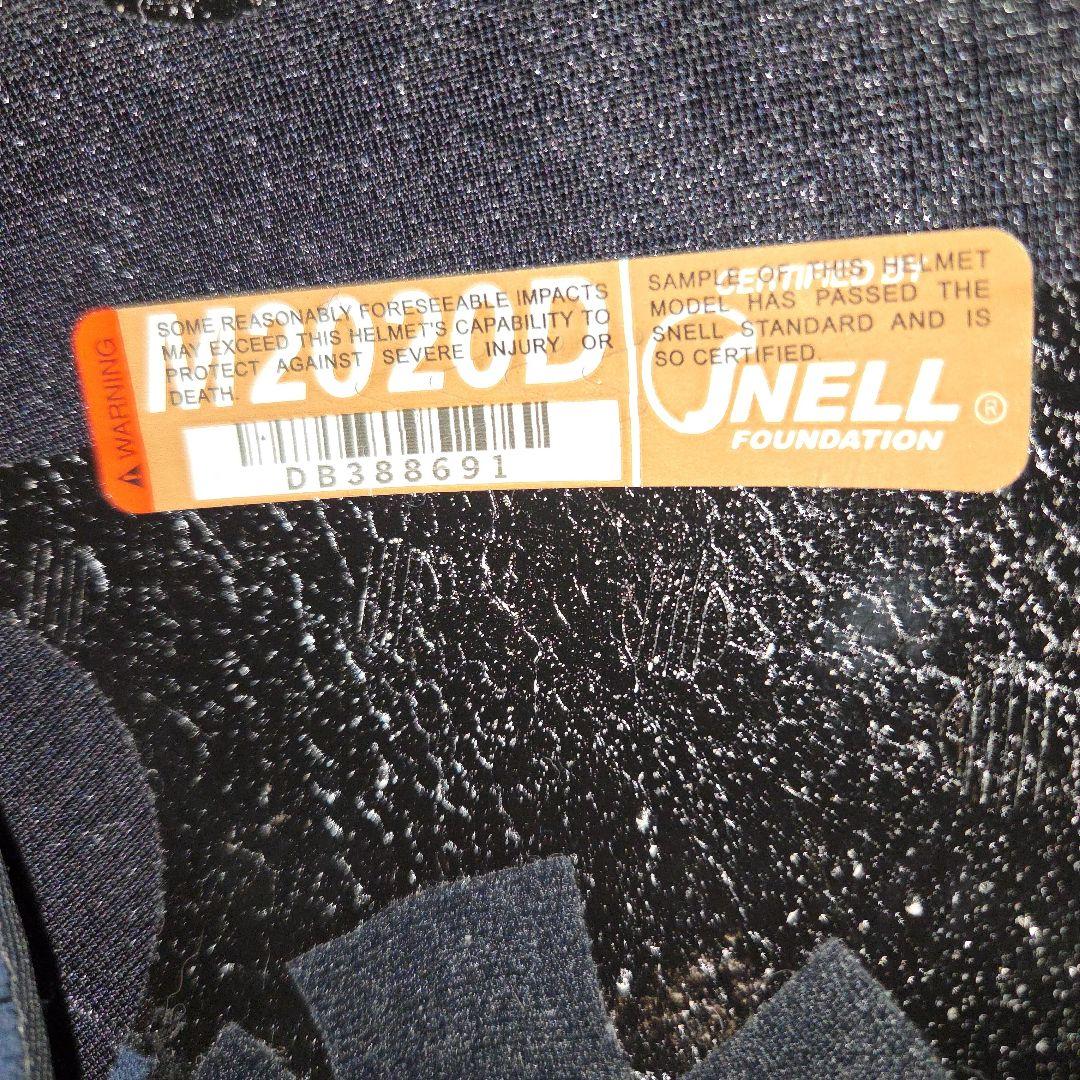 ⚠ WARNING
M2020D
SOME REASONABLY FORESEEABLE IMPACTS
MAY EXCEED THIS HELMET'S CAPABILITY TO
PROTECT AGAINST SEVERE INJURY OR
DEATH.
DB388691
CERTIFIED BY
SAMPLE OF THIS HELMET
MODEL HAS PASSED THE
SNELL STANDARD AND IS
SO CERTIFIED.
SNELL ®
FOUNDATION